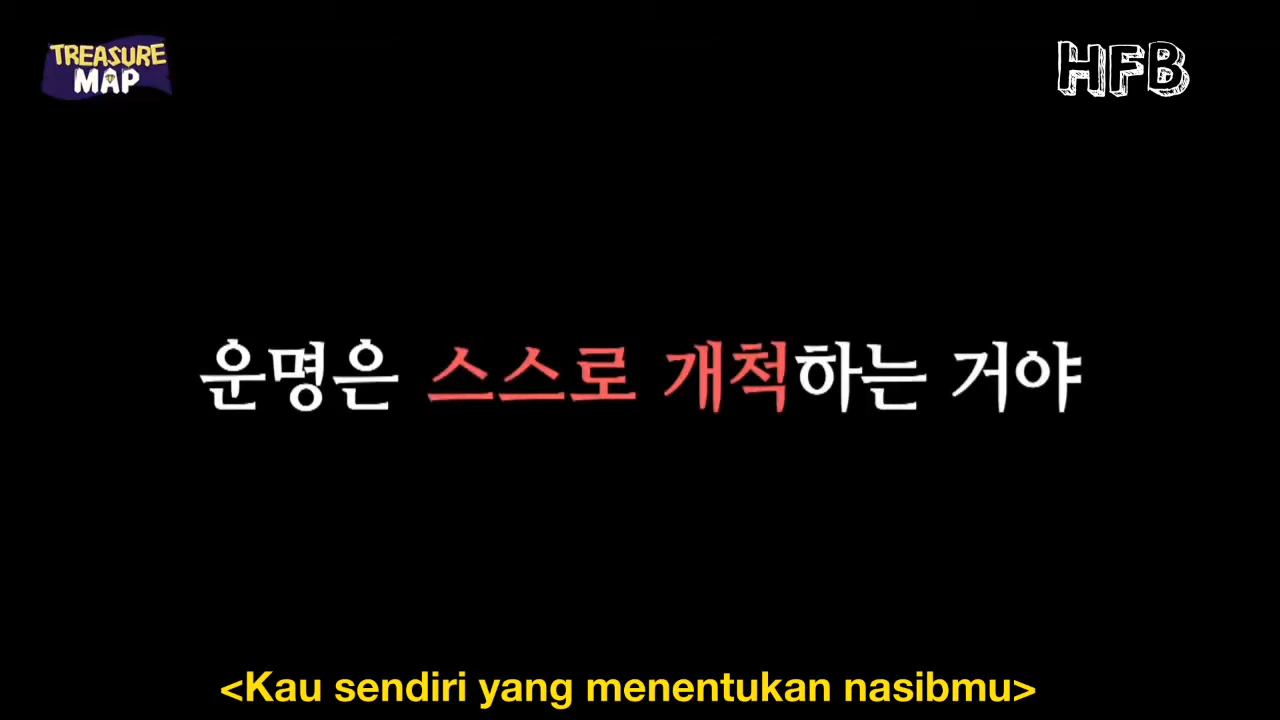 TREASURE
MAP
HFB
운명은 스스로 개척하는 거야
<Kau sendiri yang menentukan nasibmu>